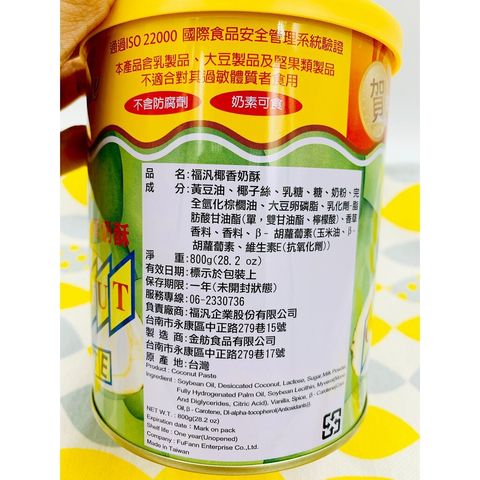 通過ISO 22000 國際食品安全管理系統驗證
本產品含乳製品、大豆製品及堅果類製品
不適合對其過敏體質者食用
不含防腐劑
奶素可食
賀
品 名:福汎椰香奶酥
成 分:黃豆油、椰子絲、乳糖、糖、奶粉、完
全氫化棕櫚油、大豆卵磷脂、乳化劑-脂
肪酸甘油酯(單,雙甘油酯、檸檬酸)、香草
香料、香料、β-胡蘿蔔素(玉米油、β-
胡蘿蔔素、維生素E(抗氧化劑))
淨 重:800g(28.2 oz)
有效日期:標示於包裝上
保存期限:一年(未開封狀態)
服務專線:06-2330736
負責廠商:福汎企業股份有限公司
台南市永康區中正路279巷15號
製造廠商:金舫食品有限公司
台南市永康區中正路279巷17號
原 產 地:台灣
Product : Coconut Paste
Ingredient : Soybean Oil, Desiccated Coconut, Lactose, Sugar, Milk Powder,
Fully Hydrogenated Palm Oil, Soybean Lecithin,
And Diglycerides, Citric Acid), Vanilla, Spice, β-
Oil, β- Carotene, Dl-alpha-tocopherol(Antioxidants)).
NET W.T. : 800g(28.2 oz)
Expiration date : Mark on pack
Shelf life : One year(Unopened)
Company : FuFann Enterprise Co.,Ltd.
Made in Taiwan
奶酥
UT
E